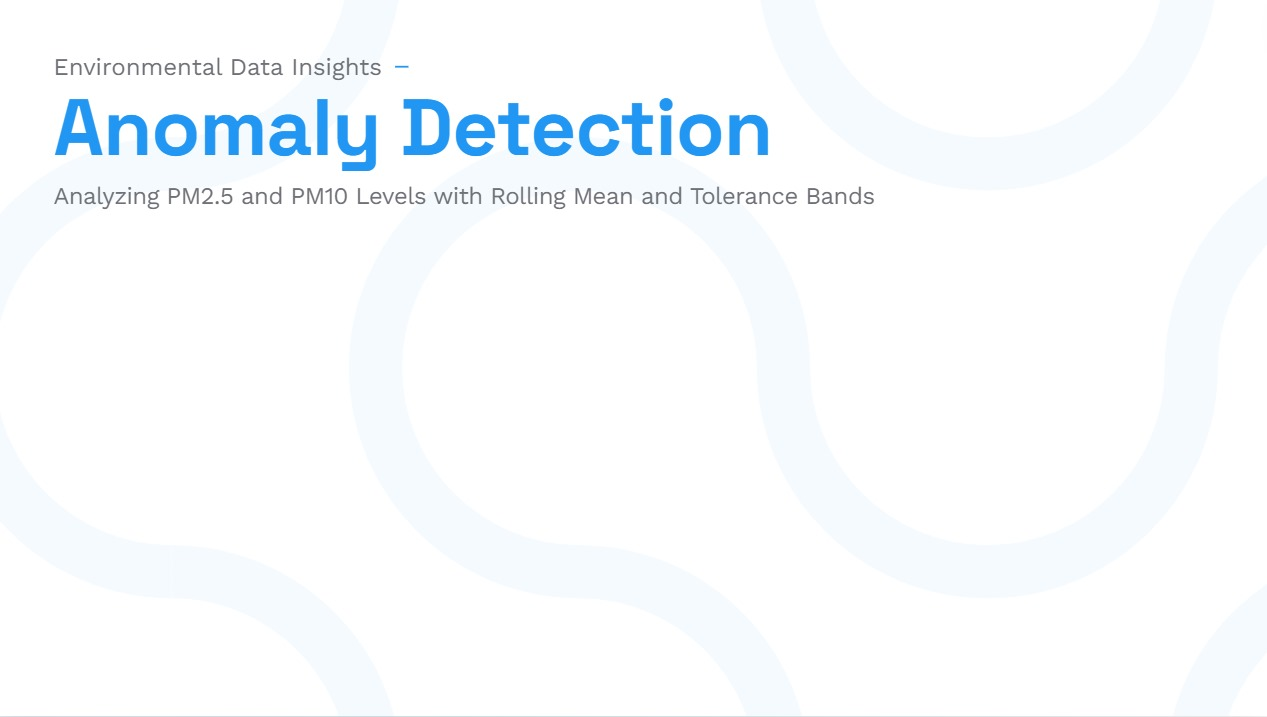 Environmental Data Insights –
Anomaly Detection
Analyzing PM2.5 and PM10 Levels with Rolling Mean and Tolerance Bands